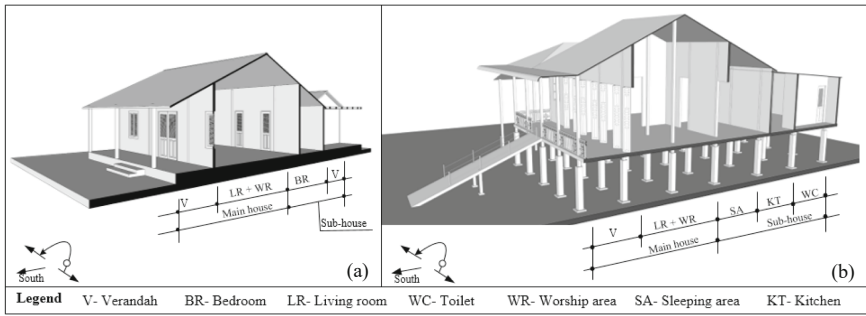 V
LR + WR
BR
V
Main house
Sub-house
South
(a)
V
LR + WR
SA
KT
WC
Main house
Sub-house
South
(b)
Legend V- Verandah BR- Bedroom LR- Living room WC- Toilet WR- Worship area SA- Sleeping area KT- Kitchen